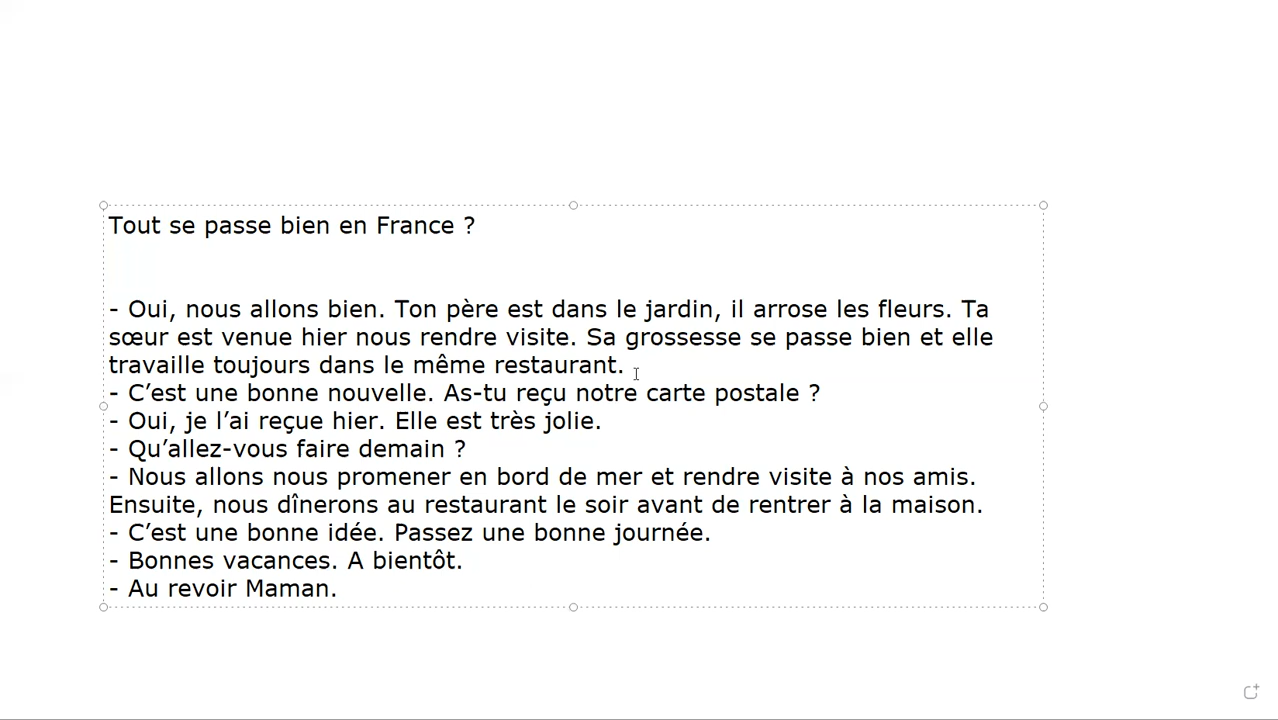 Tout se passe bien en France ?
- Oui, nous allons bien. Ton père est dans le jardin, il arrose les fleurs. Ta
sœur est venue hier nous rendre visite. Sa grossesse se passe bien et elle
travaille toujours dans le même restaurant.
- C’est une bonne nouvelle. As-tu reçu notre carte postale ?
- Oui, je l’ai reçue hier. Elle est très jolie.
- Qu’allez-vous faire demain ?
- Nous allons nous promener en bord de mer et rendre visite à nos amis.
Ensuite, nous dînerons au restaurant le soir avant de rentrer à la maison.
- C’est une bonne idée. Passez une bonne journée.
- Bonnes vacances. A bientôt.
- Au revoir Maman.